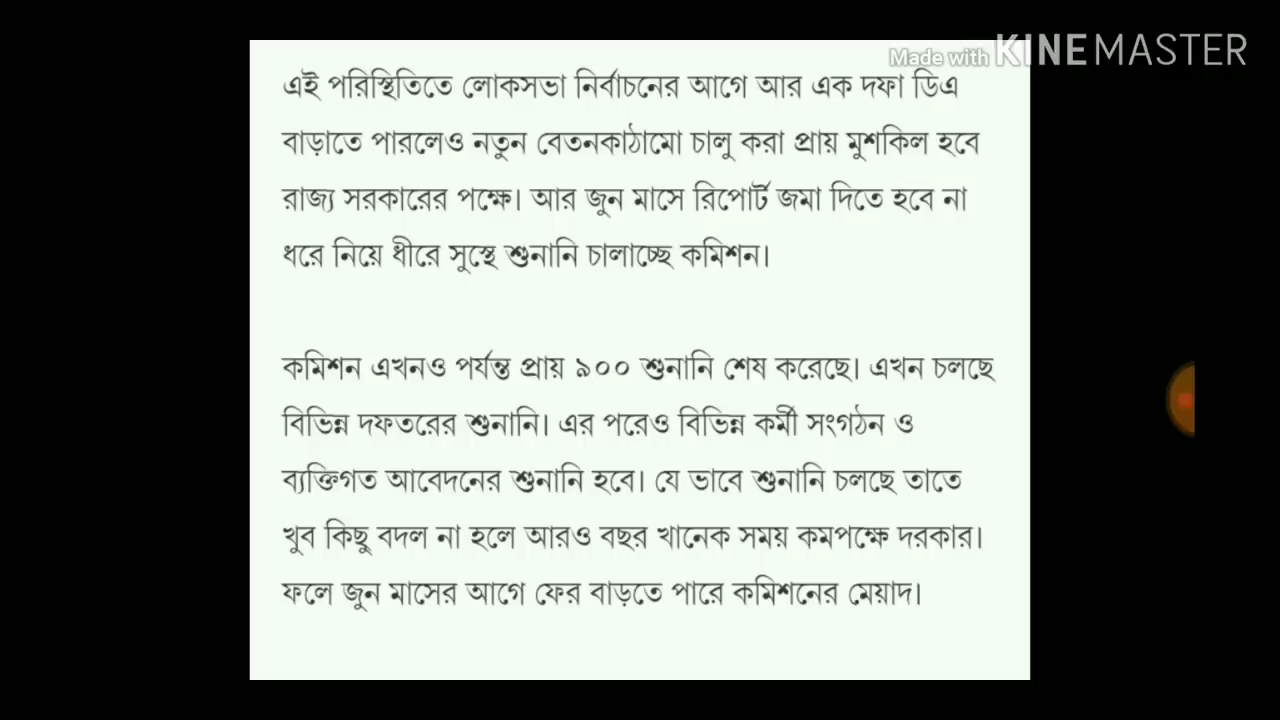 Made with KINEMASTER
এই পরিস্থিতিতে লোকসভা নির্বাচনের আগে আর এক দফা ডিএ
বাড়াতে পারলেও নতুন বেতনকাঠামো চালু করা প্রায় মুশকিল হবে
রাজ্য সরকারের পক্ষে। আর জুন মাসে রিপোর্ট জমা দিতে হবে না
ধরে নিয়ে ধীরে সুস্থে শুনানি চালাচ্ছে কমিশন।
কমিশন এখনও পর্যন্ত প্রায় ৯০০ শুনানি শেষ করেছে। এখন চলছে
বিভিন্ন দফতরের শুনানি। এর পরেও বিভিন্ন কর্মী সংগঠন ও
ব্যক্তিগত আবেদনের শুনানি হবে। যে ভাবে শুনানি চলছে তাতে
খুব কিছু বদল না হলে আরও বছর খানেক সময় কমপক্ষে দরকার।
ফলে জুন মাসের আগে ফের বাড়তে পারে কমিশনের মেয়াদ।